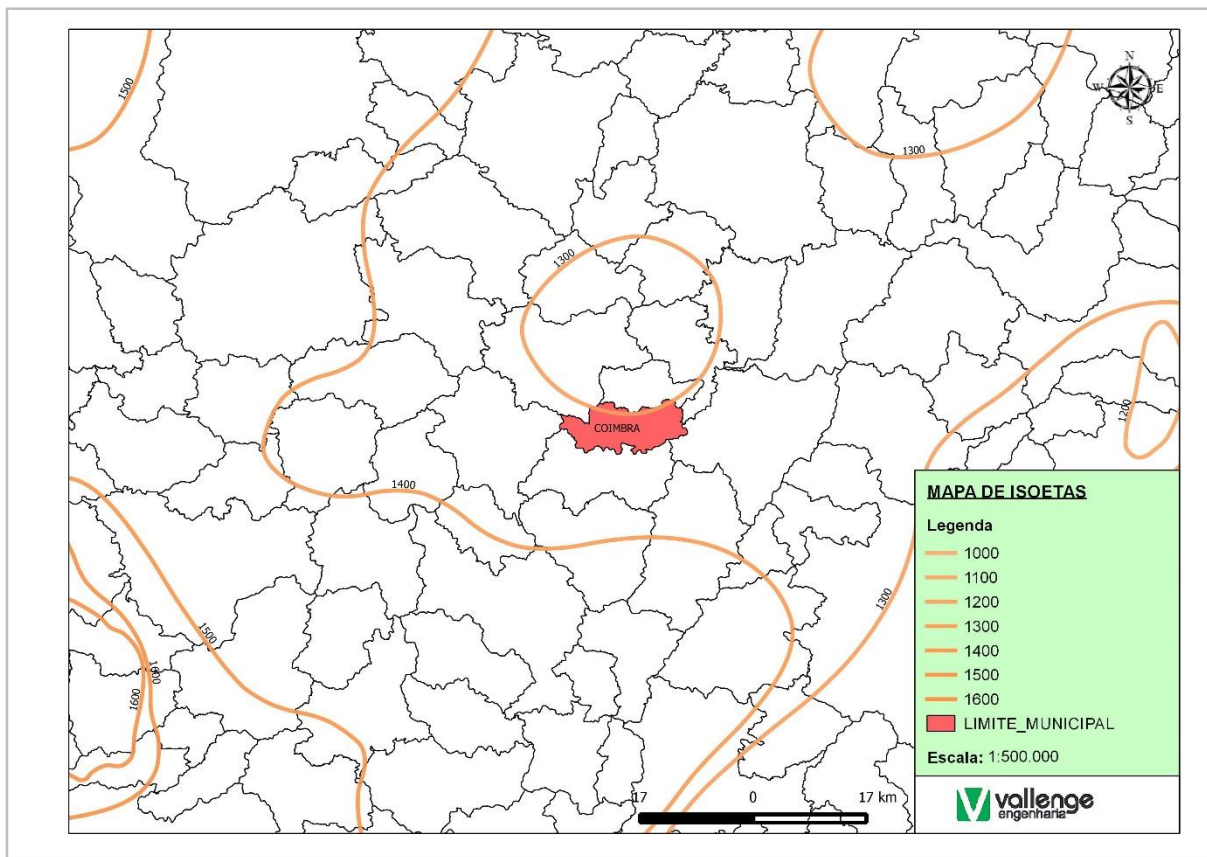 1500
N
W
E
S
1300
1300
COIMBRA
1200
1400
1300
1500
1600
1600
MAPA DE ISOETAS
Legenda
1000
1100
1200
1300
1400
1500
1600
LIMITE_MUNICIPAL
Escala: 1:500.000
17 0 17 km
vallenge
engenharia